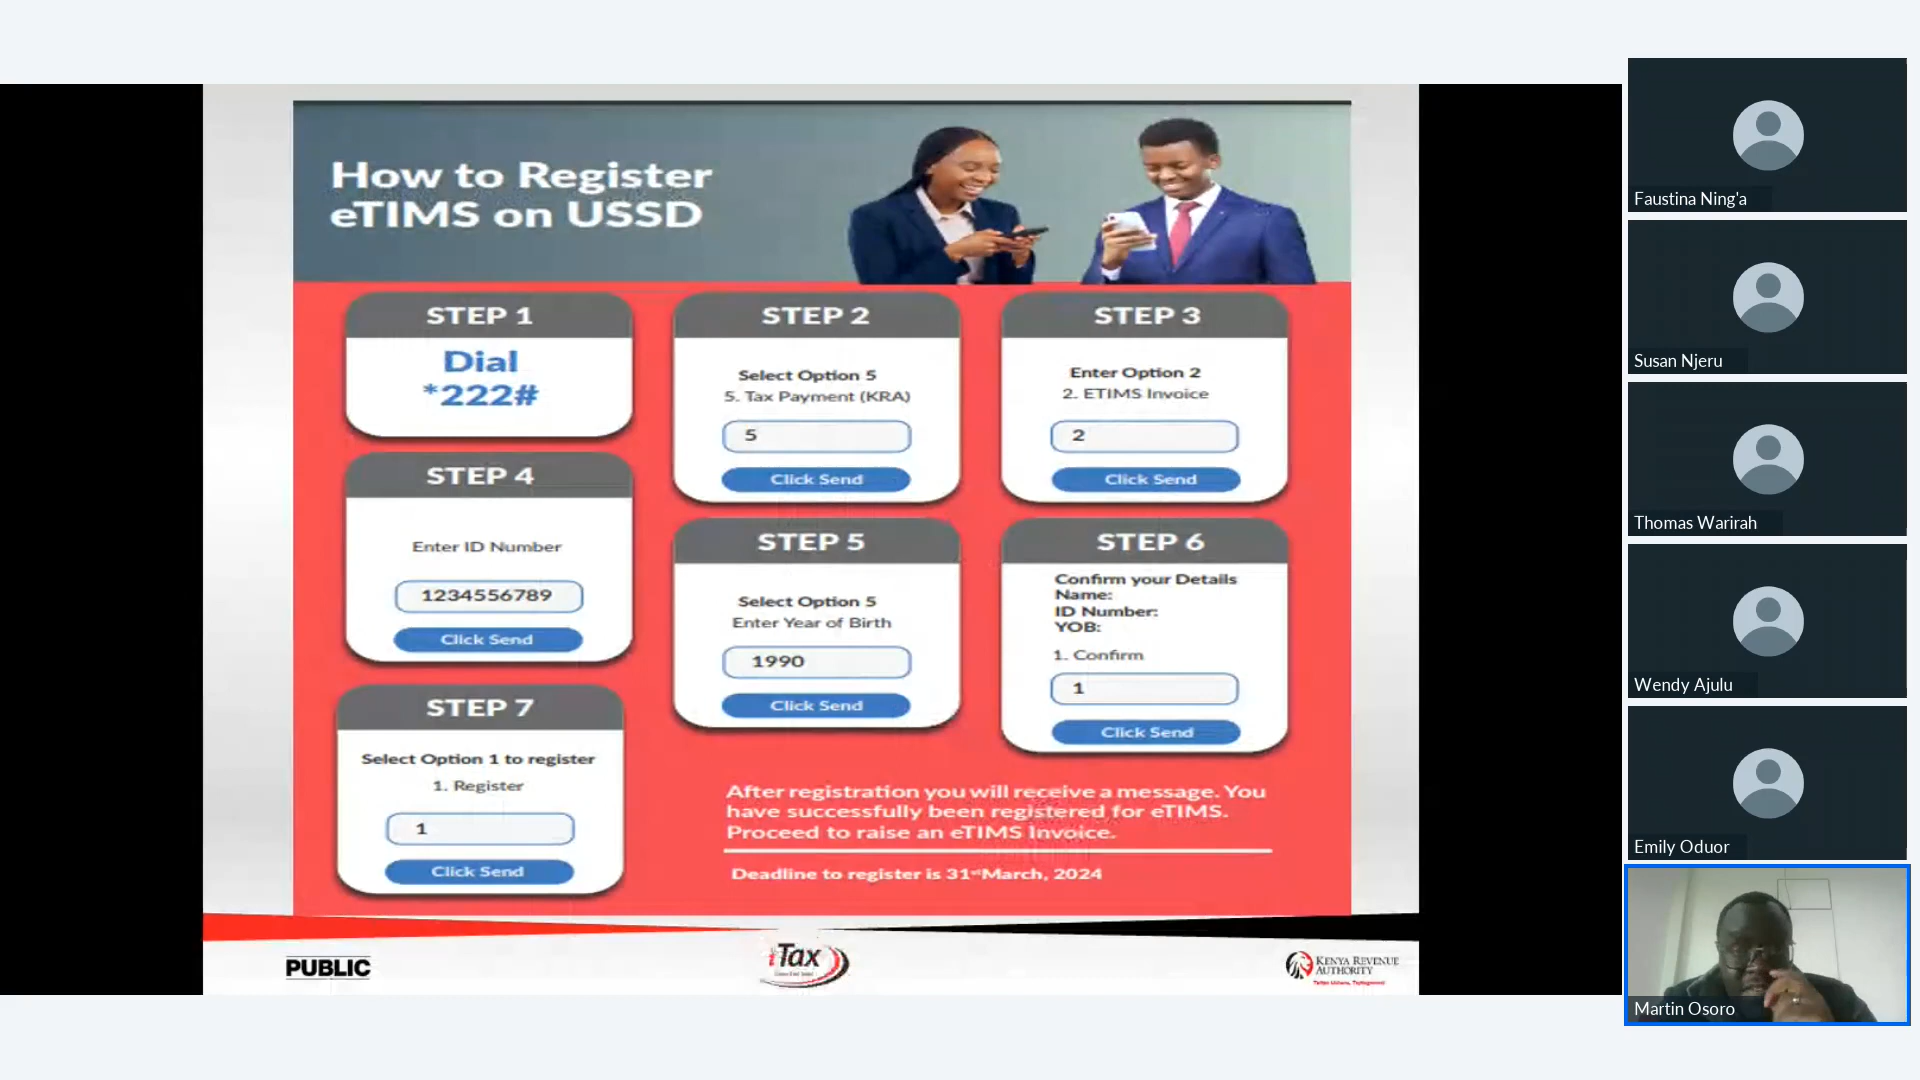 How to Register
eTIMS on USSD
STEP 1
Dial
*222#
STEP 2
Select Option 5
5. Tax Payment (KRA)
5
Click Send
STEP 3
Enter Option 2
2. ETIMS Invoice
2
Click Send
STEP 4
Enter ID Number
1234556789
Click Send
STEP 5
Select Option 5
Enter Year of Birth
1990
Click Send
STEP 6
Confirm your Details
Name:
ID Number:
YOB:
1. Confirm
1
Click Send
STEP 7
Select Option 1 to register
1. Register
1
Click Send
After registration you will receive a message. You
have successfully been registered for eTIMS.
Proceed to raise an eTIMS Invoice.
Deadline to register is 31st March, 2024
PUBLIC
iTax
KENYA REVENUE
AUTHORITY
Faustina Ning'a
Susan Njeru
Thomas Warirah
Wendy Ajulu
Emily Oduor
Martin Osoro